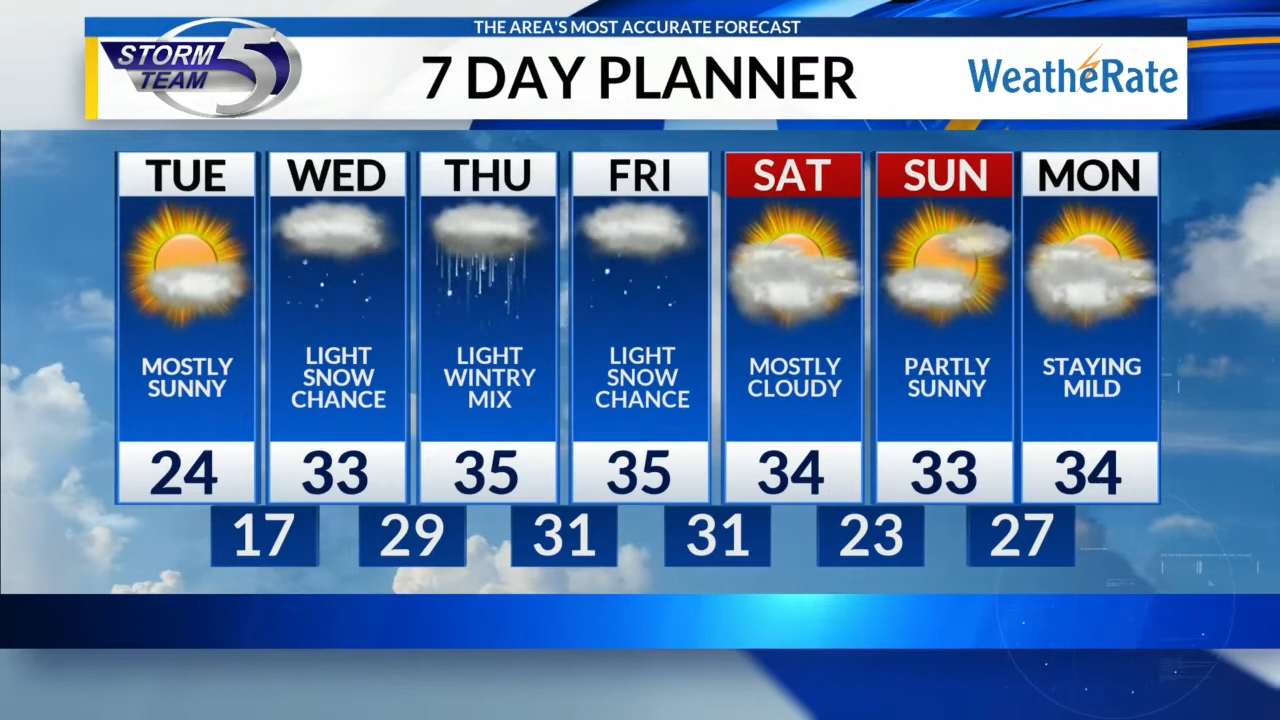 THE AREA'S MOST ACCURATE FORECAST
STORM TEAM 5
7 DAY PLANNER
WeatheRate
TUE WED THU FRI SAT SUN MON
MOSTLY SUNNY
LIGHT SNOW CHANCE
LIGHT WINTRY MIX
LIGHT SNOW CHANCE
MOSTLY CLOUDY
PARTLY SUNNY
STAYING MILD
24 33 35 35 34 33 34
17 29 31 31 23 27